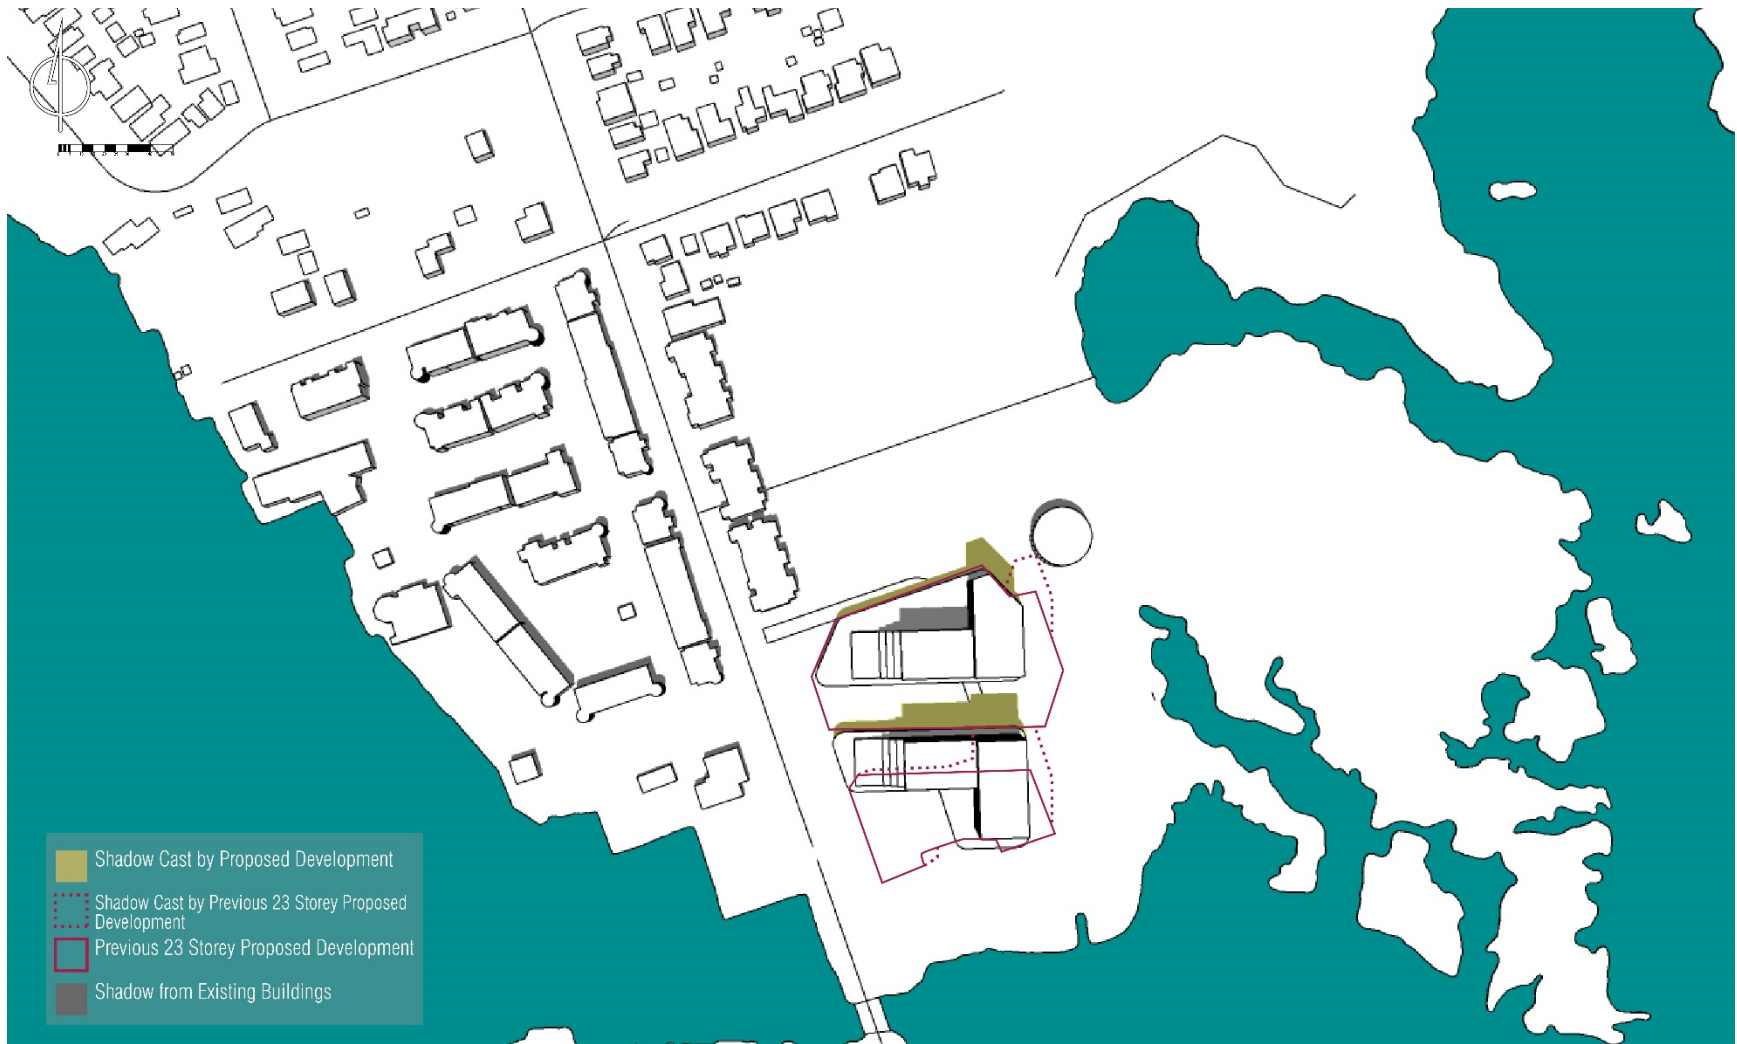 Shadow Cast by Proposed Development
Shadow Cast by Previous 23 Storey Proposed
Development
Previous 23 Storey Proposed Development
Shadow from Existing Buildings